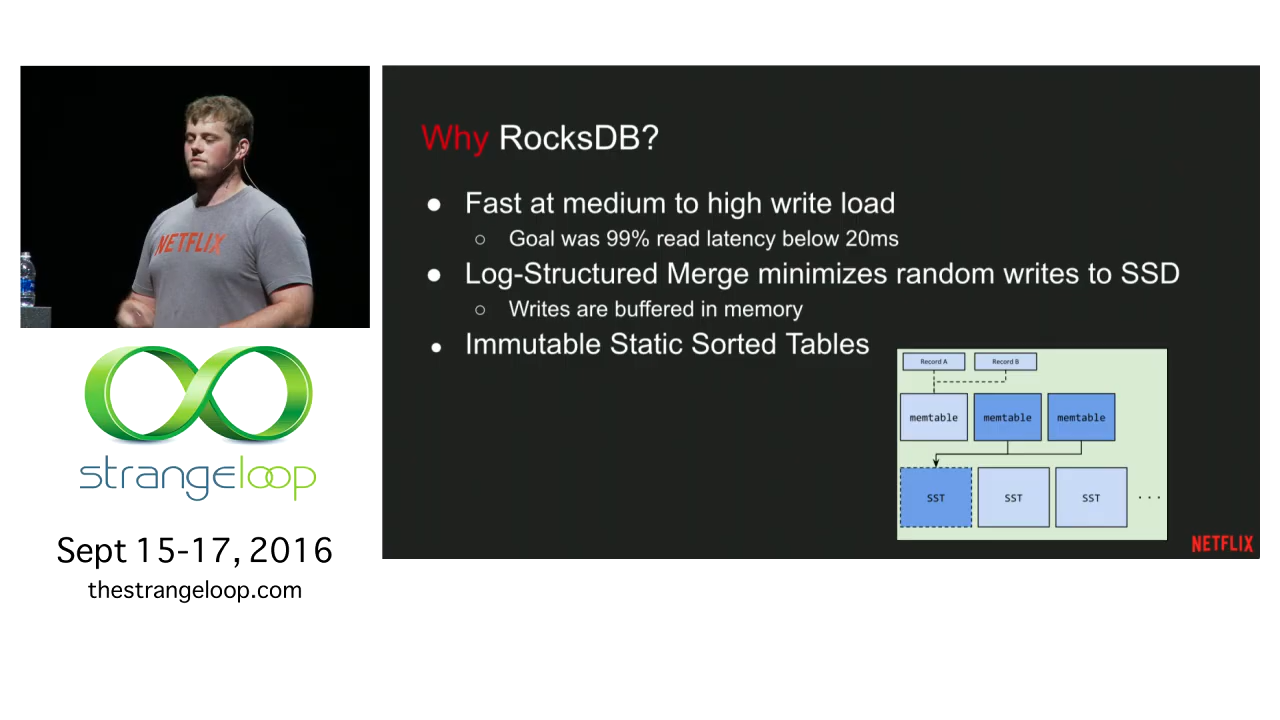 NETFLIX
strangeloop
Sept 15-17, 2016
thestrangeloop.com
Why RocksDB?
● Fast at medium to high write load
○ Goal was 99% read latency below 20ms
● Log-Structured Merge minimizes random writes to SSD
○ Writes are buffered in memory
● Immutable Static Sorted Tables
Record A Record B
memtable memtable memtable
SST SST SST . . .
NETFLIX